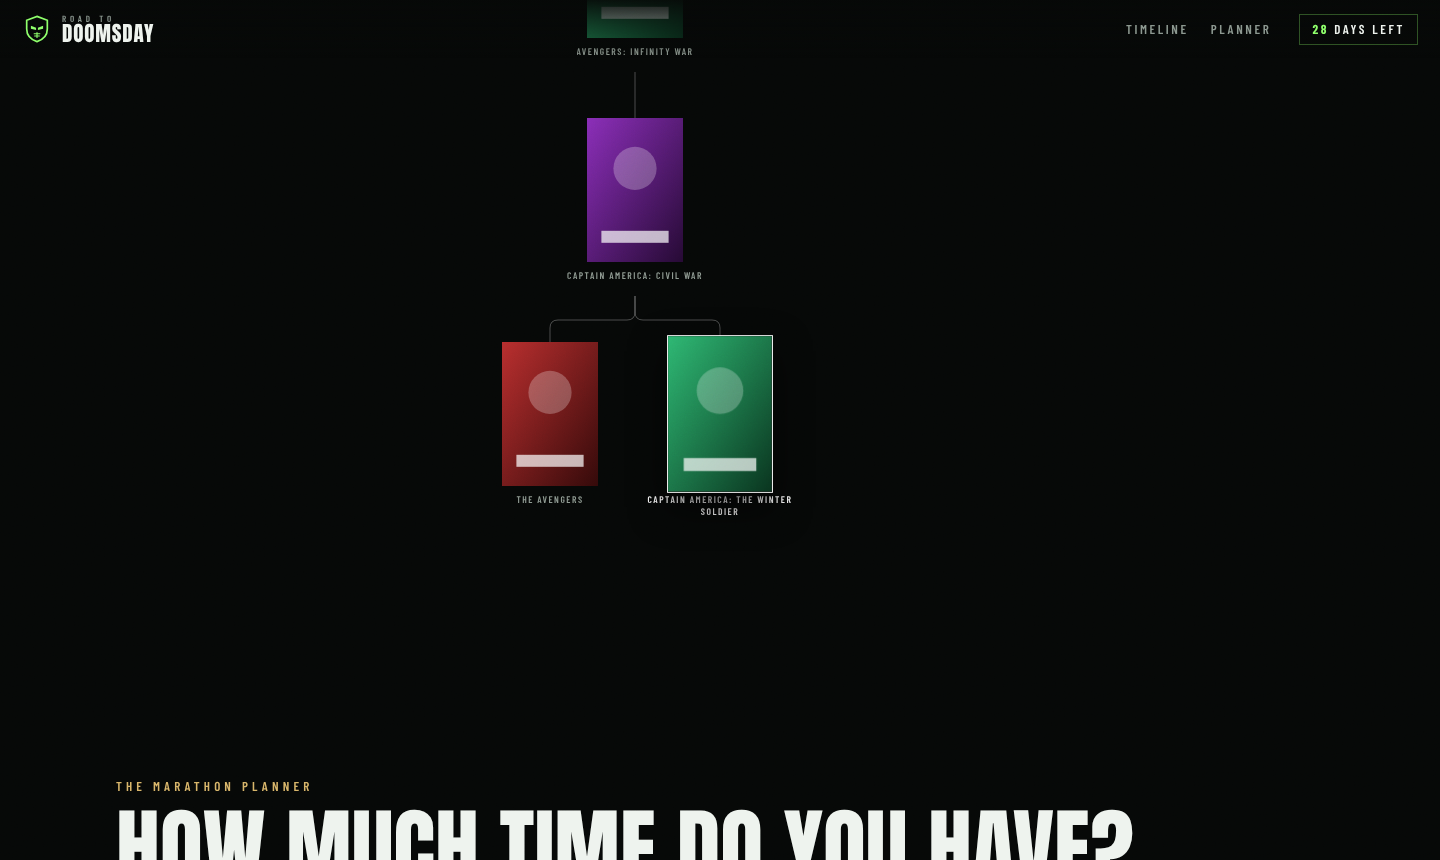 ROAD TO
DOOMSDAY
TIMELINE
PLANNER
28 DAYS LEFT
AVENGERS: INFINITY WAR
CAPTAIN AMERICA: CIVIL WAR
THE AVENGERS
CAPTAIN AMERICA: THE WINTER
SOLDIER
THE MARATHON PLANNER
HOW MUCH TIME DO YOU HAVE?